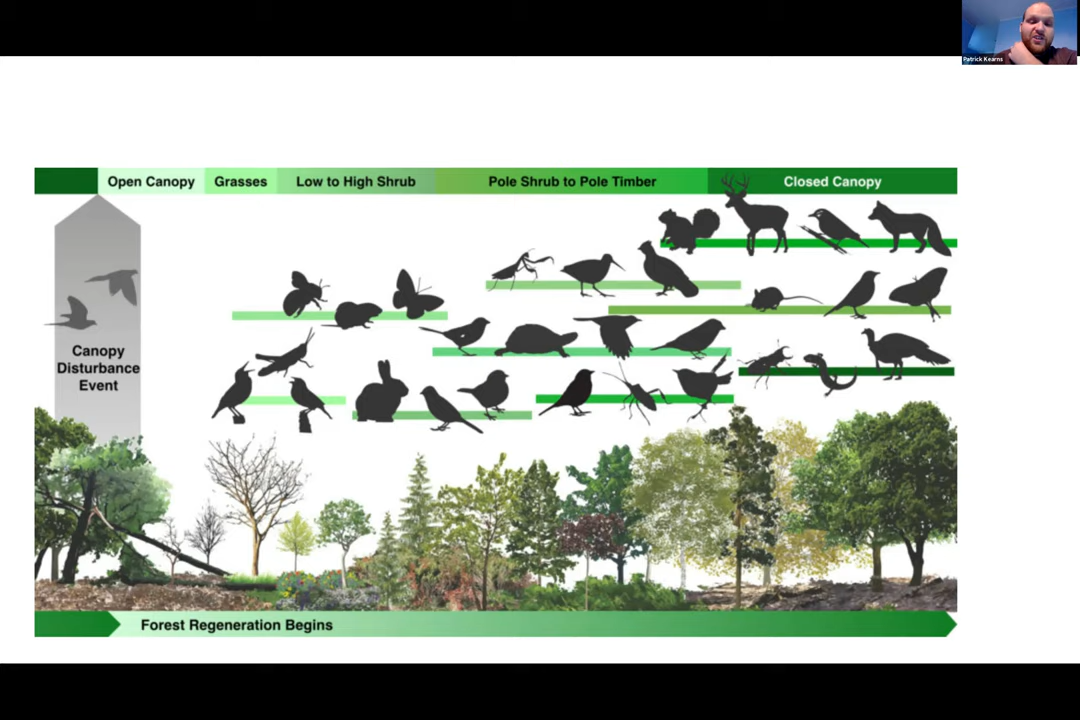 Patrick Kearns
Open Canopy
Grasses
Low to High Shrub
Pole Shrub to Pole Timber
Closed Canopy
Canopy
Disturbance
Event
Forest Regeneration Begins